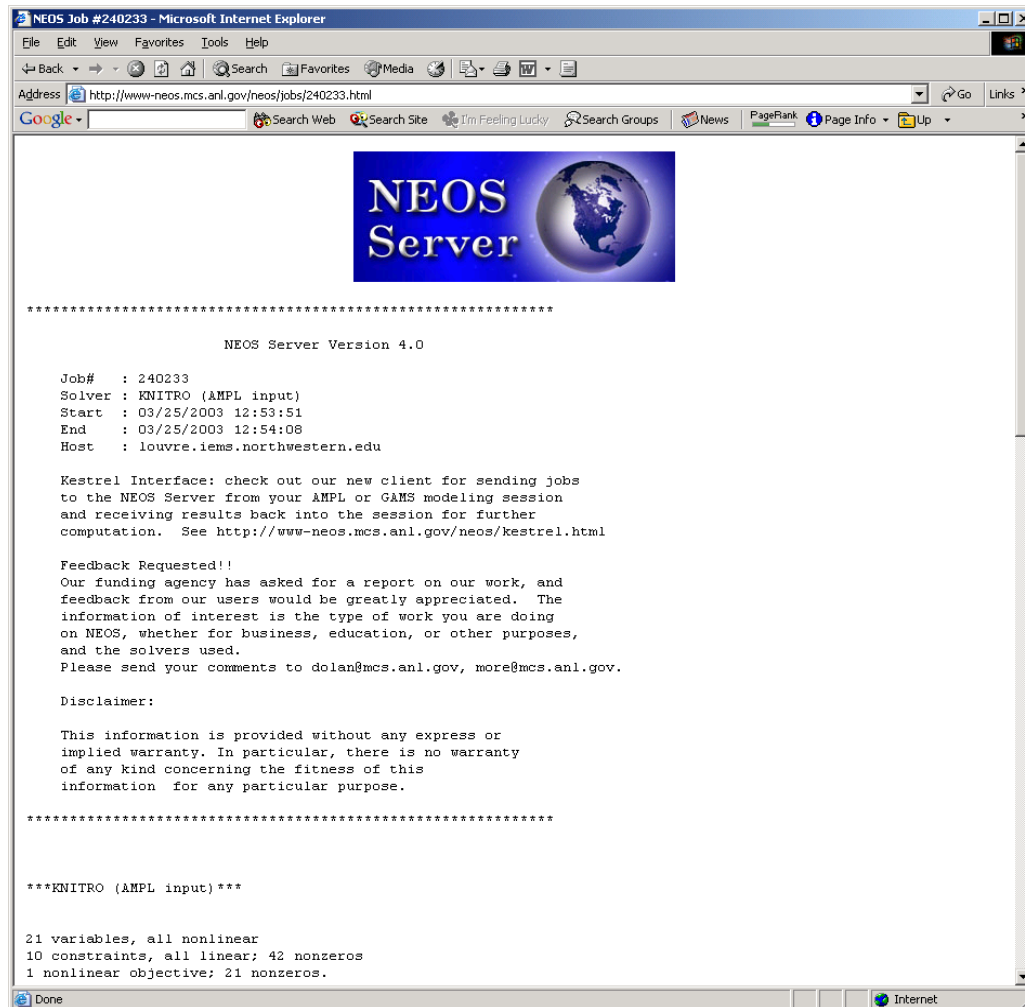 NEOS Job #240233 - Microsoft Internet Explorer
File Edit View Favorites Tools Help
Back Search Favorites Media
Address http://www-neos.mcs.anl.gov/neos/jobs/240233.html Go Links
Google Search Web Search Site I'm Feeling Lucky Search Groups News PageRank Page Info Up
NEOS
Server
*************************************************************
NEOS Server Version 4.0
Job# : 240233
Solver : KNITRO (AMPL input)
Start : 03/25/2003 12:53:51
End : 03/25/2003 12:54:08
Host : louvre.iems.northwestern.edu
Kestrel Interface: check out our new client for sending jobs
to the NEOS Server from your AMPL or GAMS modeling session
and receiving results back into the session for further
computation. See http://www-neos.mcs.anl.gov/neos/kestrel.html
Feedback Requested!!
Our funding agency has asked for a report on our work, and
feedback from our users would be greatly appreciated. The
information of interest is the type of work you are doing
on NEOS, whether for business, education, or other purposes,
and the solvers used.
Please send your comments to dolan@mcs.anl.gov, more@mcs.anl.gov.
Disclaimer:
This information is provided without any express or
implied warranty. In particular, there is no warranty
of any kind concerning the fitness of this
information for any particular purpose.
*************************************************************
***KNITRO (AMPL input)***
21 variables, all nonlinear
10 constraints, all linear; 42 nonzeros
1 nonlinear objective; 21 nonzeros.
Done Internet